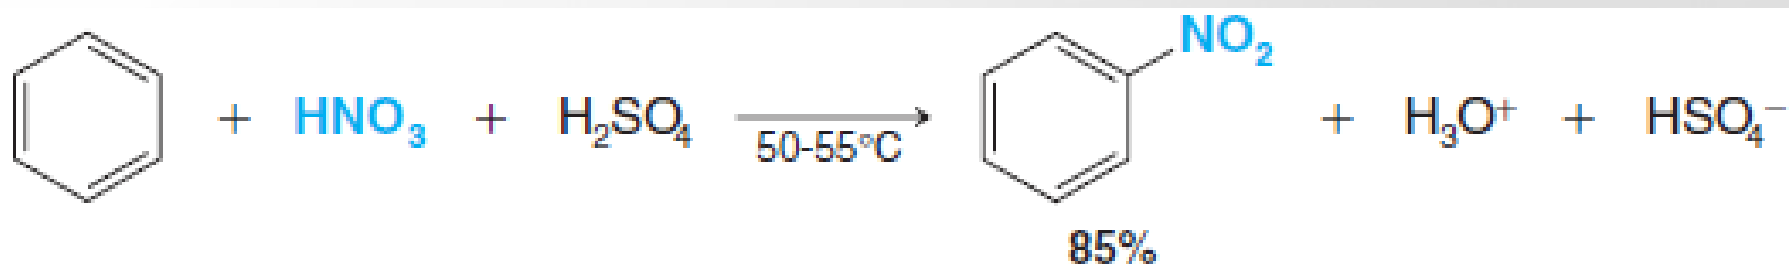 + HNO₃ + H₂SO₄ 50-55°C NO₂ + H₃O⁺ + HSO₄⁻
85%